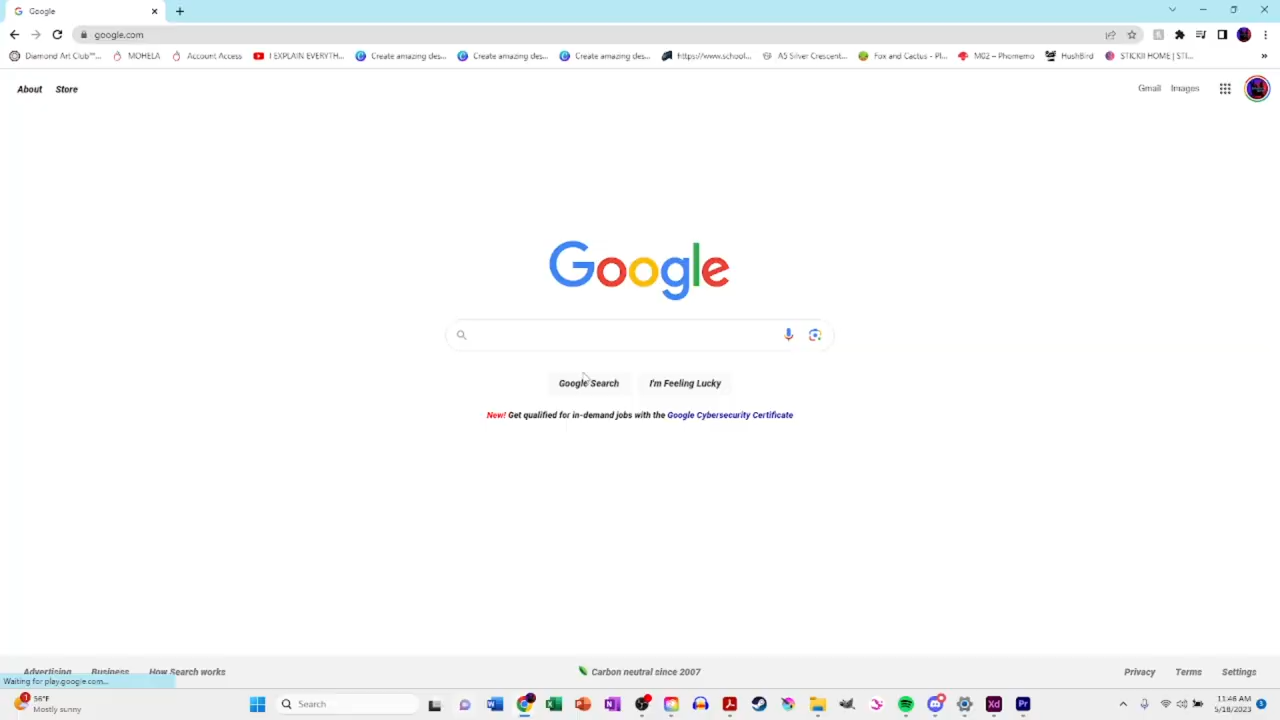 Google
google.com
Diamond Art Club™...
MOHELA
Account Access
I EXPLAIN EVERYTH...
Create amazing des...
Create amazing des...
Create amazing des...
https://www.school...
A5 Silver Crescent...
Fox and Cactus - Pl...
M02 – Phomemo
HushBird
STICKII HOME | STI...
»
About
Store
Gmail
Images
Google
Google Search
I'm Feeling Lucky
New! Get qualified for in-demand jobs with the Google Cybersecurity Certificate
Advertising
Business
How Search works
Carbon neutral since 2007
Privacy
Terms
Settings
Waiting for play.google.com...
56°F
Mostly sunny
Search
Xd
Pr
11:46 AM
5/18/2023